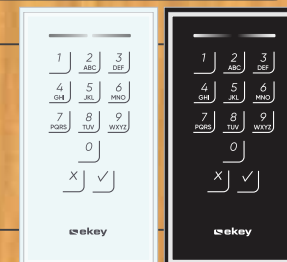 1 2 3
ABC DEF
4 5 6
GHI JKL MNO
7 8 9
PQRS TUV WXYZ
0
X ✓
ekey
1 2 3
ABC DEF
4 5 6
GHI JKL MNO
7 8 9
PQRS TUV WXYZ
0
X ✓
ekey